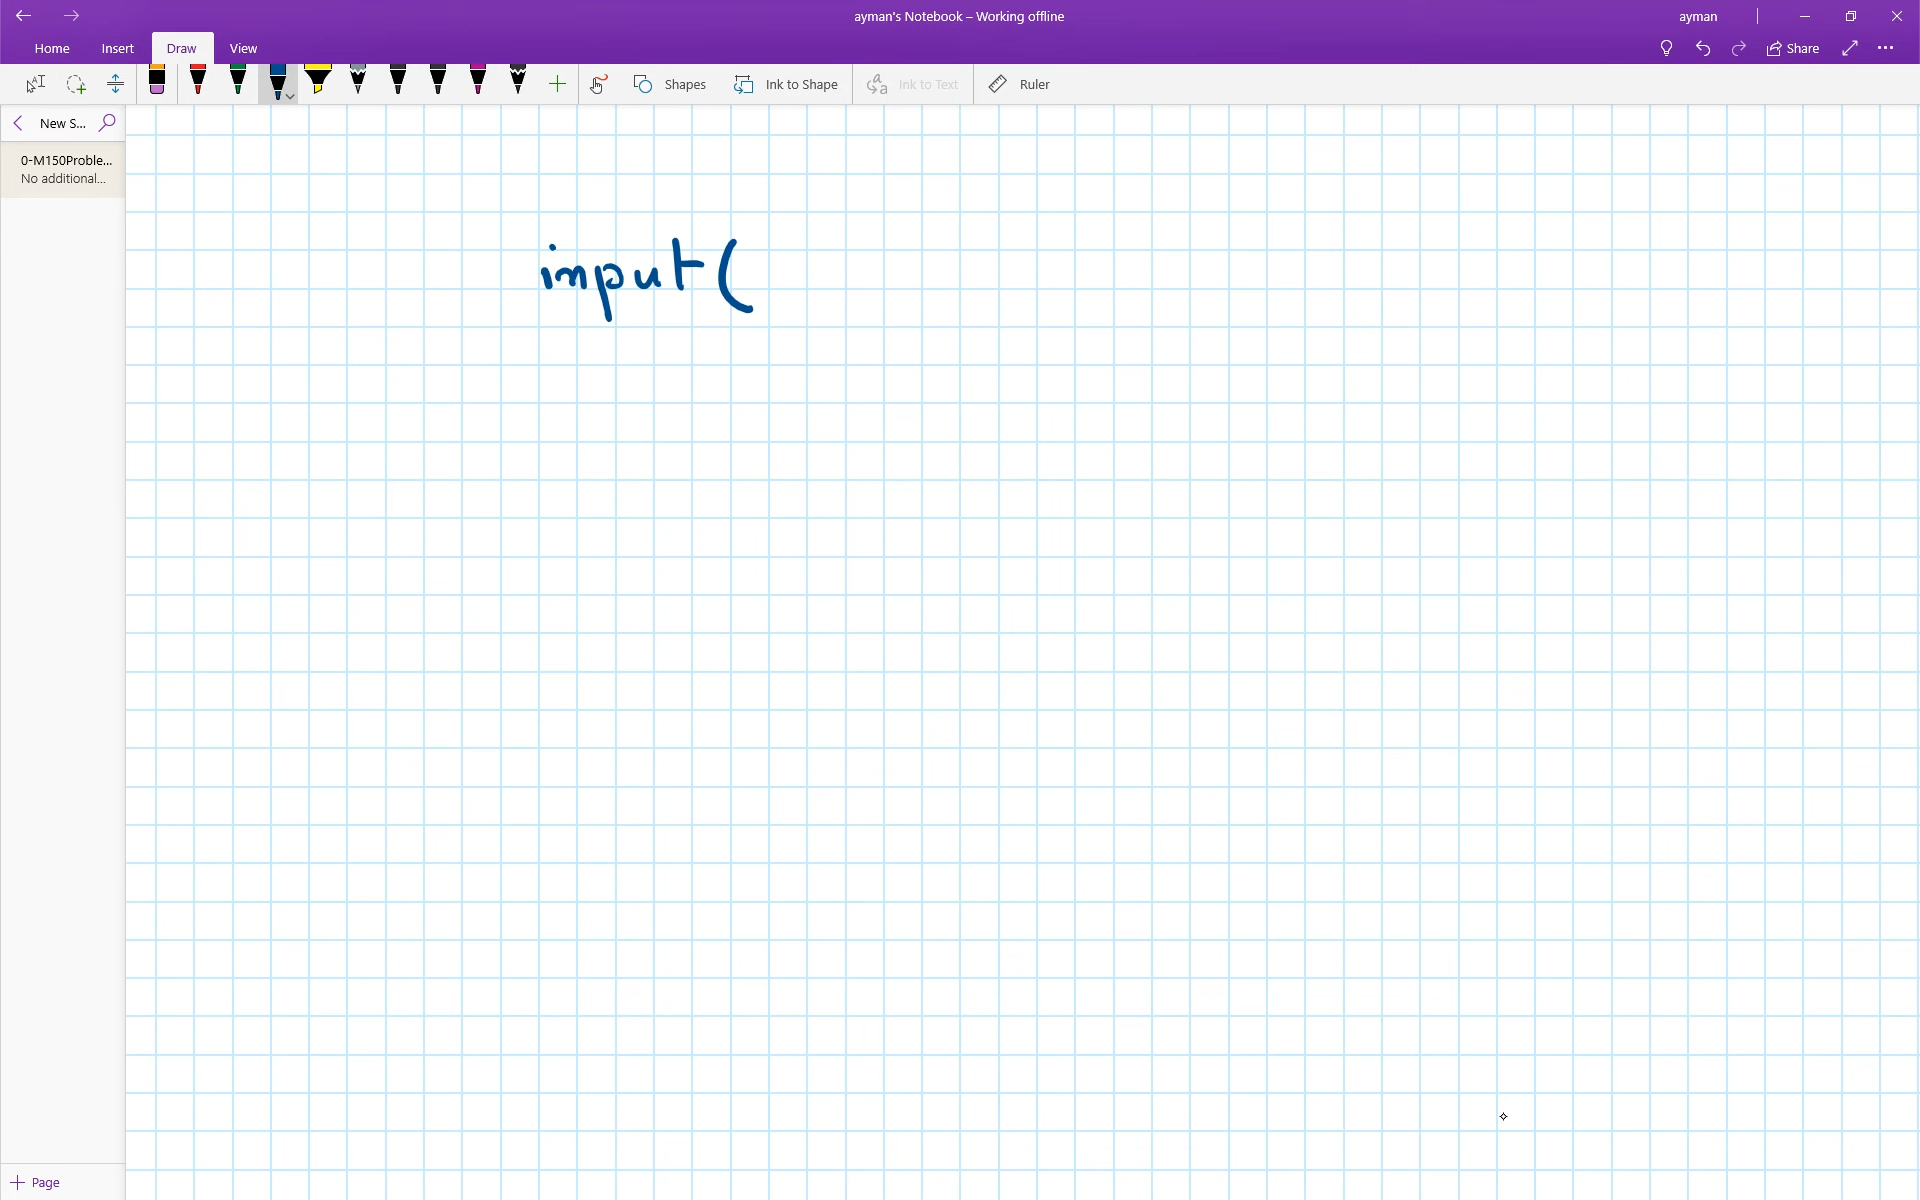 ayman's Notebook – Working offline
ayman
Home Insert Draw View
Share
Shapes Ink to Shape Ink to Text Ruler
New S...
0-M150Proble...
No additional...
input(
Page